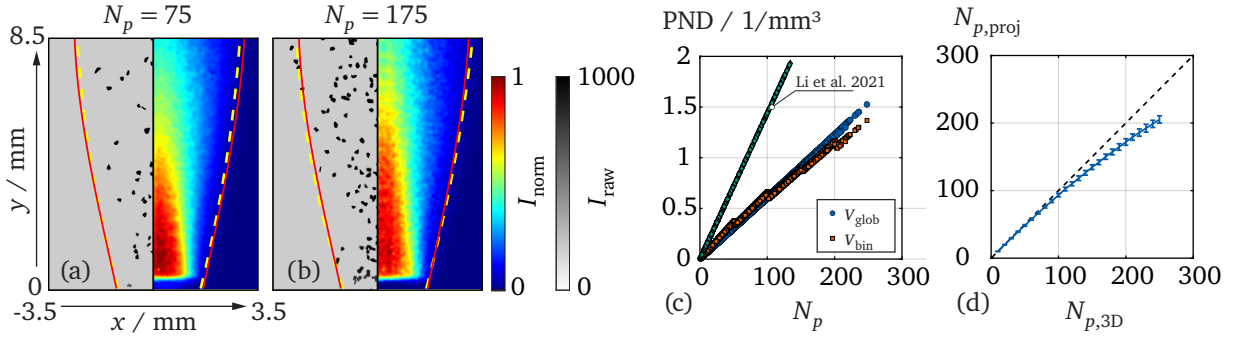 N_p = 75
N_p = 175
8.5
y / mm
0
-3.5
x / mm
3.5
(a)
(b)
1
I_norm
0
1000
I_raw
0
PND / 1/mm³
2
1.5
1
0.5
0
Li et al. 2021
V_glob
V_bin
(c)
0
100
200
300
N_p
N_p,proj
300
200
100
0
(d)
0
100
200
300
N_p,3D